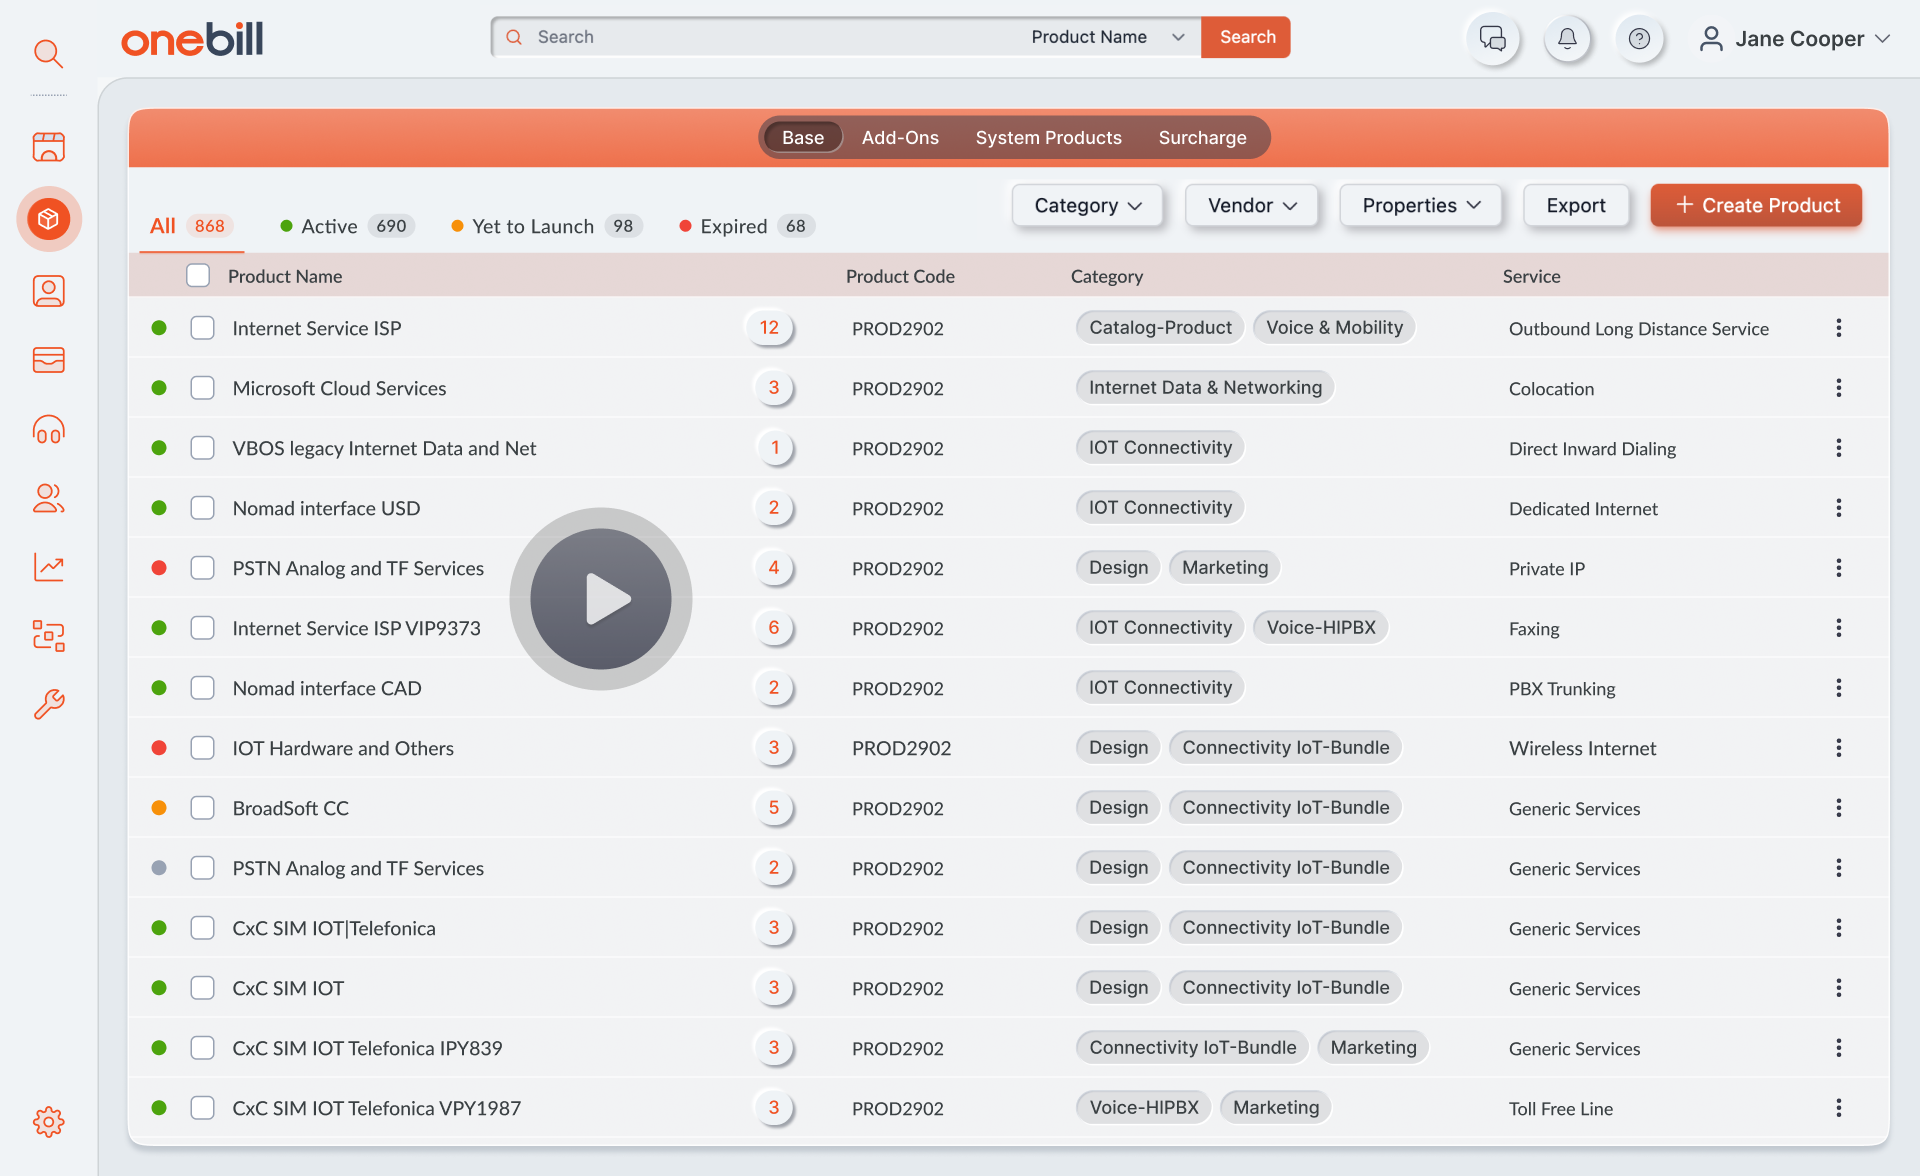 onebill
Search Product Name Search
Jane Cooper
Base Add-Ons System Products Surcharge
All 868 Active 690 Yet to Launch 98 Expired 68
Category Vendor Properties Export + Create Product
Product Name Product Code Category Service
Internet Service ISP 12 PROD2902 Catalog-Product Voice & Mobility Outbound Long Distance Service
Microsoft Cloud Services 3 PROD2902 Internet Data & Networking Colocation
VBOS legacy Internet Data and Net 1 PROD2902 IOT Connectivity Direct Inward Dialing
Nomad interface USD 2 PROD2902 IOT Connectivity Dedicated Internet
PSTN Analog and TF Services 4 PROD2902 Design Marketing Private IP
Internet Service ISP VIP9373 6 PROD2902 IOT Connectivity Voice-HIPBX Faxing
Nomad interface CAD 2 PROD2902 IOT Connectivity PBX Trunking
IOT Hardware and Others 3 PROD2902 Design Connectivity IoT-Bundle Wireless Internet
BroadSoft CC 5 PROD2902 Design Connectivity IoT-Bundle Generic Services
PSTN Analog and TF Services 2 PROD2902 Design Connectivity IoT-Bundle Generic Services
CxC SIM IOT|Telefonica 3 PROD2902 Design Connectivity IoT-Bundle Generic Services
CxC SIM IOT 3 PROD2902 Design Connectivity IoT-Bundle Generic Services
CxC SIM IOT Telefonica IPY839 3 PROD2902 Connectivity IoT-Bundle Marketing Generic Services
CxC SIM IOT Telefonica VPY1987 3 PROD2902 Voice-HIPBX Marketing Toll Free Line